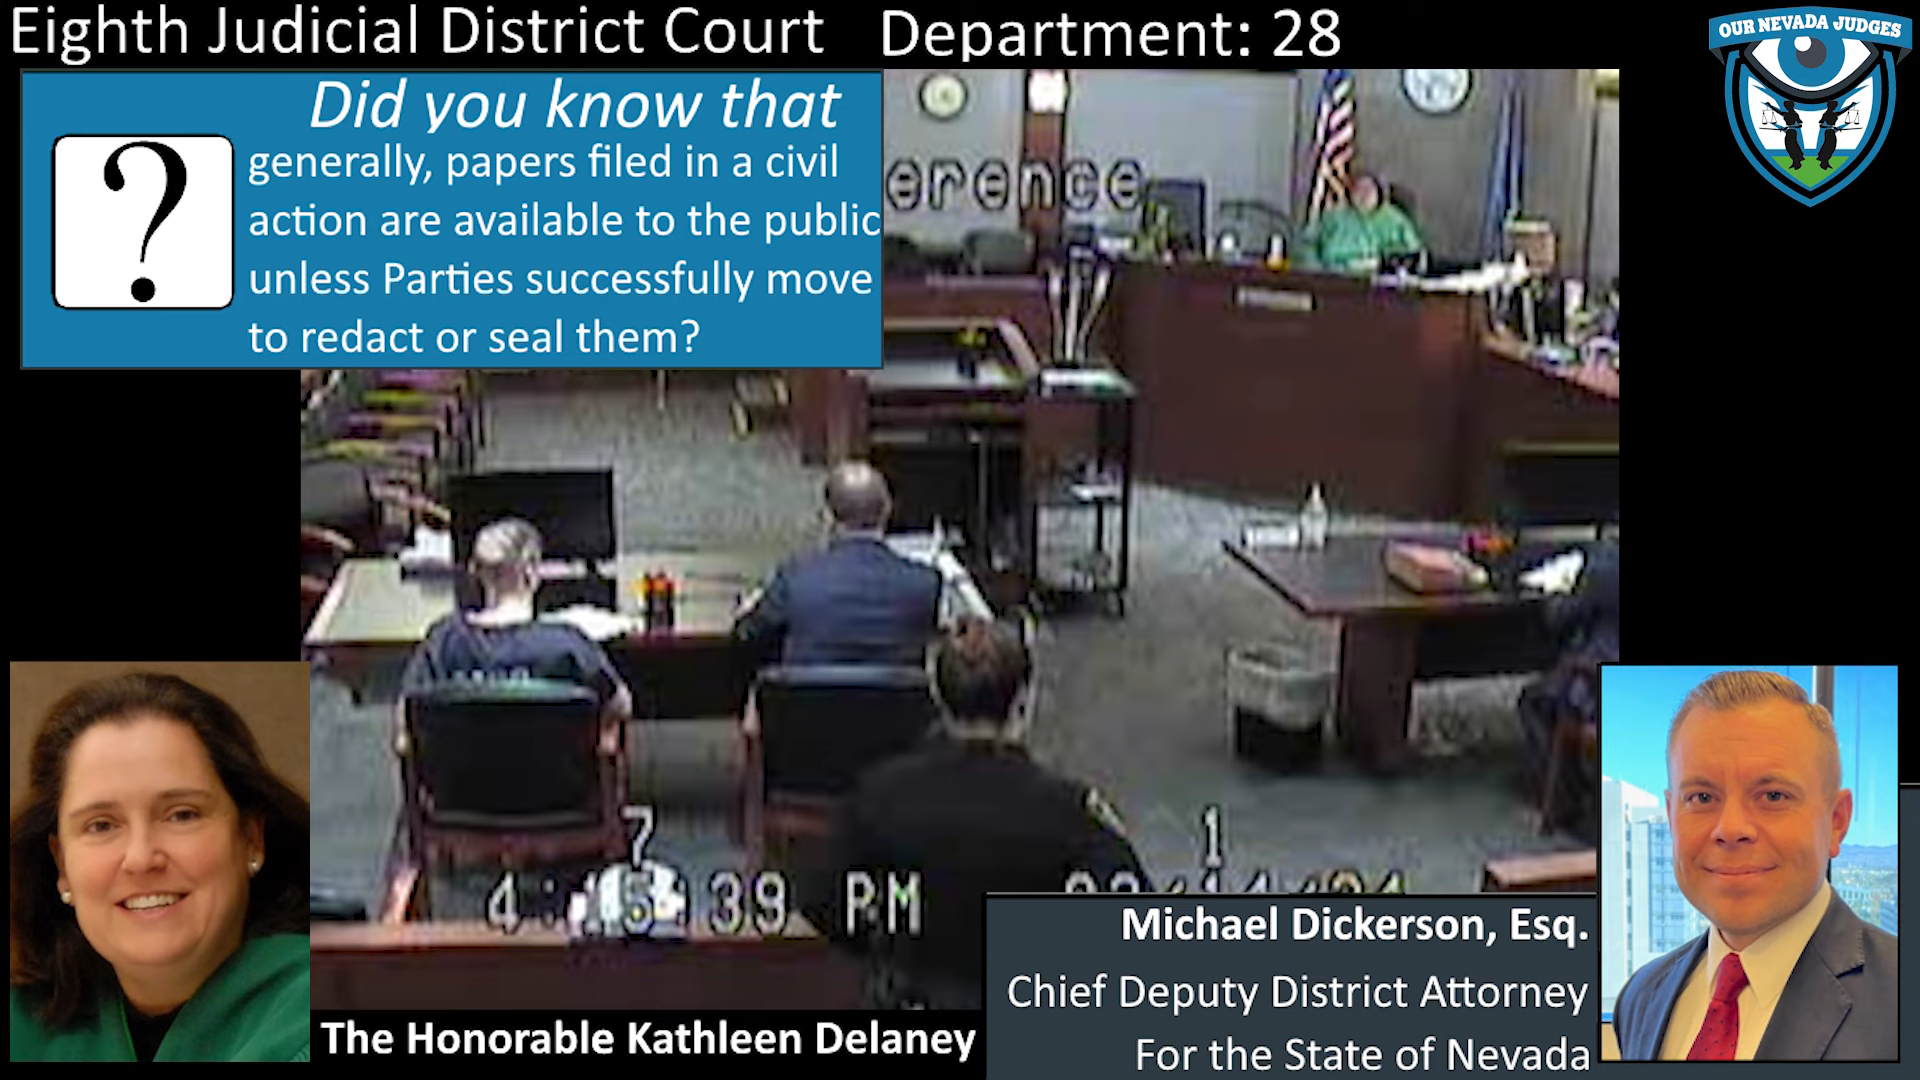 Eighth Judicial District Court Department: 28
OUR NEVADA JUDGES
Did you know that
?
generally, papers filed in a civil
action are available to the public
unless Parties successfully move
to redact or seal them?
erence
7
1
39 PM
Michael Dickerson, Esq.
Chief Deputy District Attorney
For the State of Nevada
The Honorable Kathleen Delaney